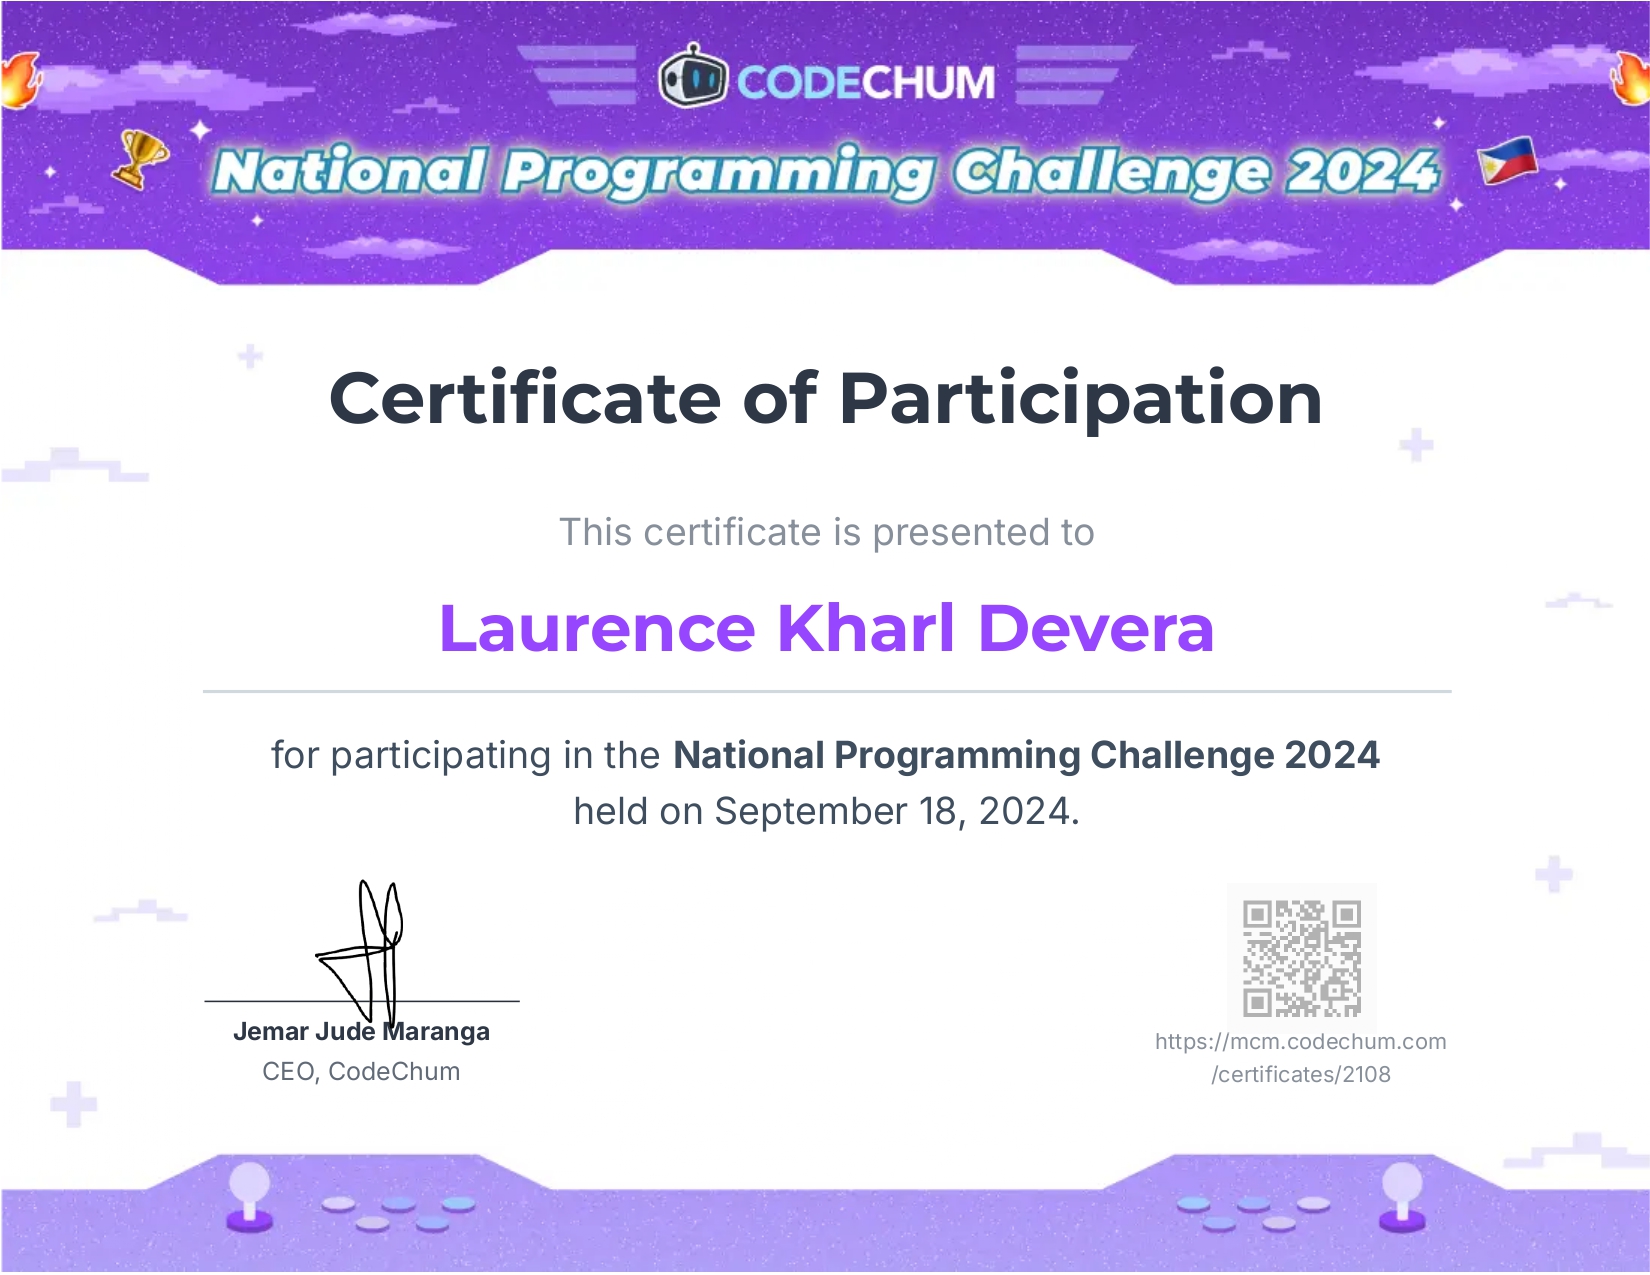 CODECHUM
National Programming Challenge 2024
Certificate of Participation
This certificate is presented to
Laurence Kharl Devera
for participating in the National Programming Challenge 2024
held on September 18, 2024.
Jemar Jude Maranga
CEO, CodeChum
https://mcm.codechum.com
/certificates/2108